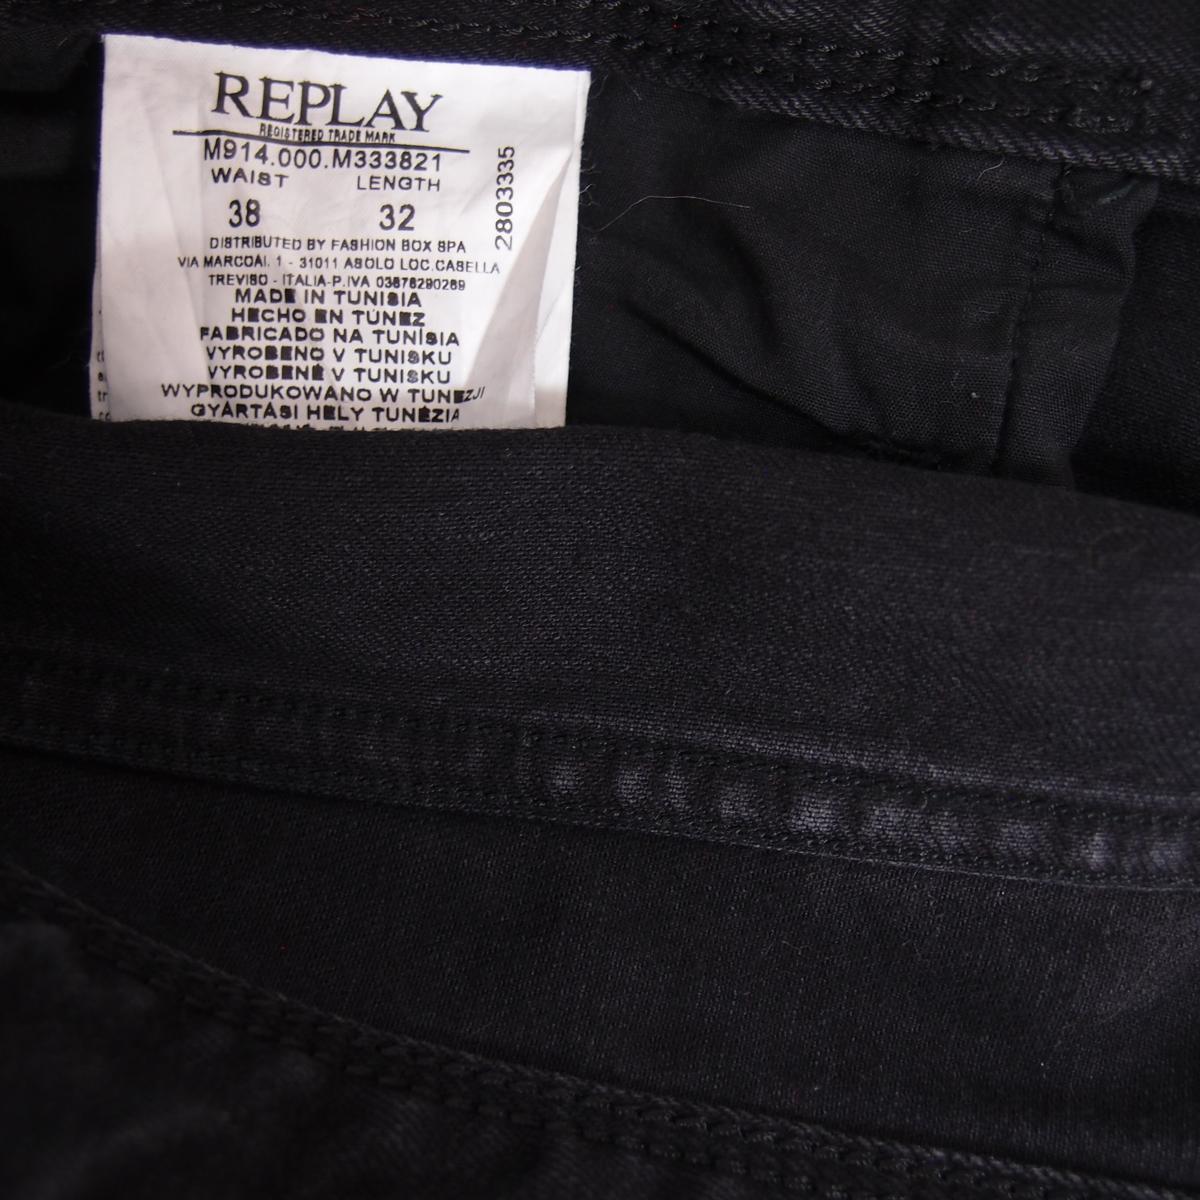 REPLAY
REGISTERED TRADE MARK
M914.000.M333821
WAIST LENGTH
38 32
2803335
DISTRIBUTED BY FASHION BOX SPA
VIA MARCOAI. 1 - 31011 ASOLO LOC.CASELLA
TREVISO - ITALIA-P.IVA 03676290269
MADE IN TUNISIA
HECHO EN TÚNEZ
FABRICADO NA TUNÍSIA
VYROBENO V TUNISKU
VYROBENÉ V TUNISKU
WYPRODUKOWANO W TUNEZJI
GYÁRTÁSI HELY TUNÉZIA